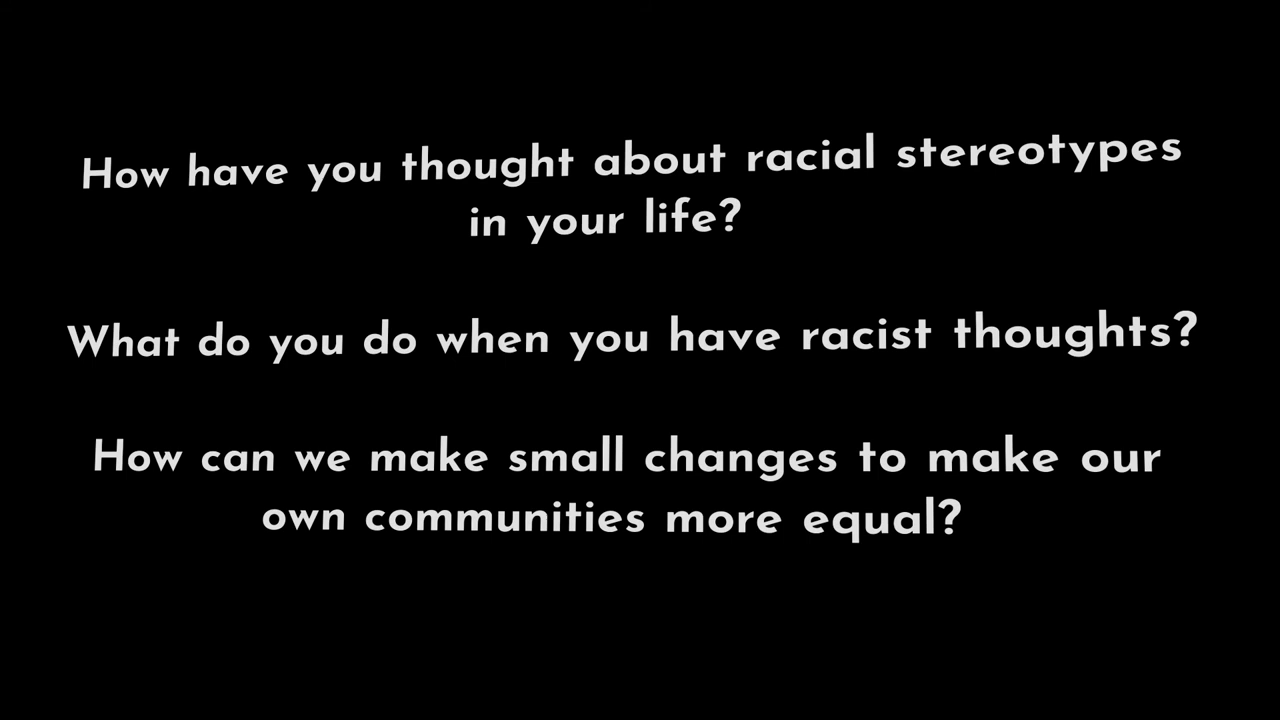 How have you thought about racial stereotypes
in your life?
What do you do when you have racist thoughts?
How can we make small changes to make our
own communities more equal?